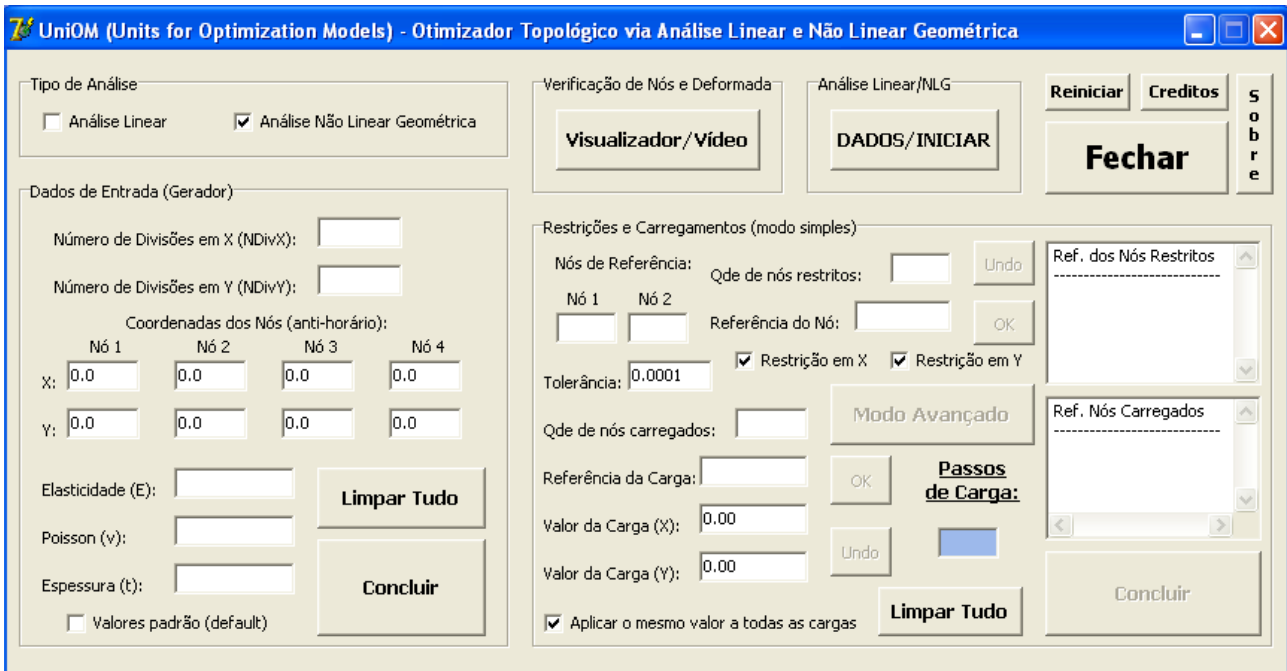 UniOM (Units for Optimization Models) - Otimizador Topológico via Análise Linear e Não Linear Geométrica
Tipo de Análise
Análise Linear
Análise Não Linear Geométrica
Verificação de Nós e Deformada
Visualizador/Vídeo
Análise Linear/NLG
DADOS/INICIAR
Reiniciar
Creditos
Fechar
Sobre
Dados de Entrada (Gerador)
Número de Divisões em X (NDivX):
Número de Divisões em Y (NDivY):
Coordenadas dos Nós (anti-horário):
Nó 1 Nó 2 Nó 3 Nó 4
X: 0.0 0.0 0.0 0.0
Y: 0.0 0.0 0.0 0.0
Elasticidade (E):
Poisson (v):
Espessura (t):
Valores padrão (default)
Limpar Tudo
Concluir
Restrições e Carregamentos (modo simples)
Nós de Referência:
Nó 1 Nó 2
Qde de nós restritos:
Undo
Referência do Nó:
OK
Restrição em X
Restrição em Y
Tolerância: 0.0001
Modo Avançado
Qde de nós carregados:
Referência da Carga:
OK
Valor da Carga (X): 0.00
Undo
Valor da Carga (Y): 0.00
Aplicar o mesmo valor a todas as cargas
Passos
de Carga:
Limpar Tudo
Ref. dos Nós Restritos
---------------------------
Ref. Nós Carregados
---------------------------
Concluir